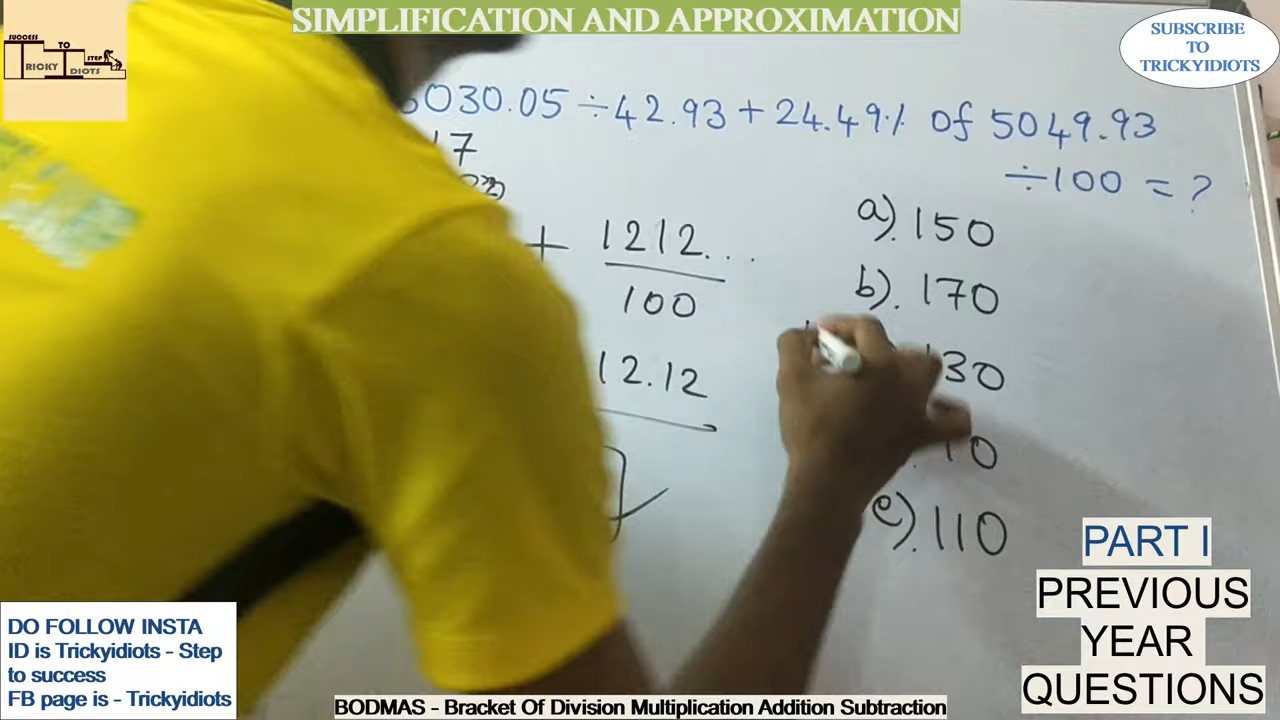 SIMPLIFICATION AND APPROXIMATION
SUCCESS
TO
STEP
TRICKY
IDIOTS
SUBSCRIBE
TO
TRICKYIDIOTS
030.05 ÷ 42.93 + 24.49% of 5049.93
÷100 = ?
17
+ 1212...
100
12.12
a). 150
b). 170
130
10
e). 110
PART I
PREVIOUS
YEAR
QUESTIONS
DO FOLLOW INSTA
ID is Trickyidiots - Step
to success
FB page is - Trickyidiots
BODMAS - Bracket Of Division Multiplication Addition Subtraction